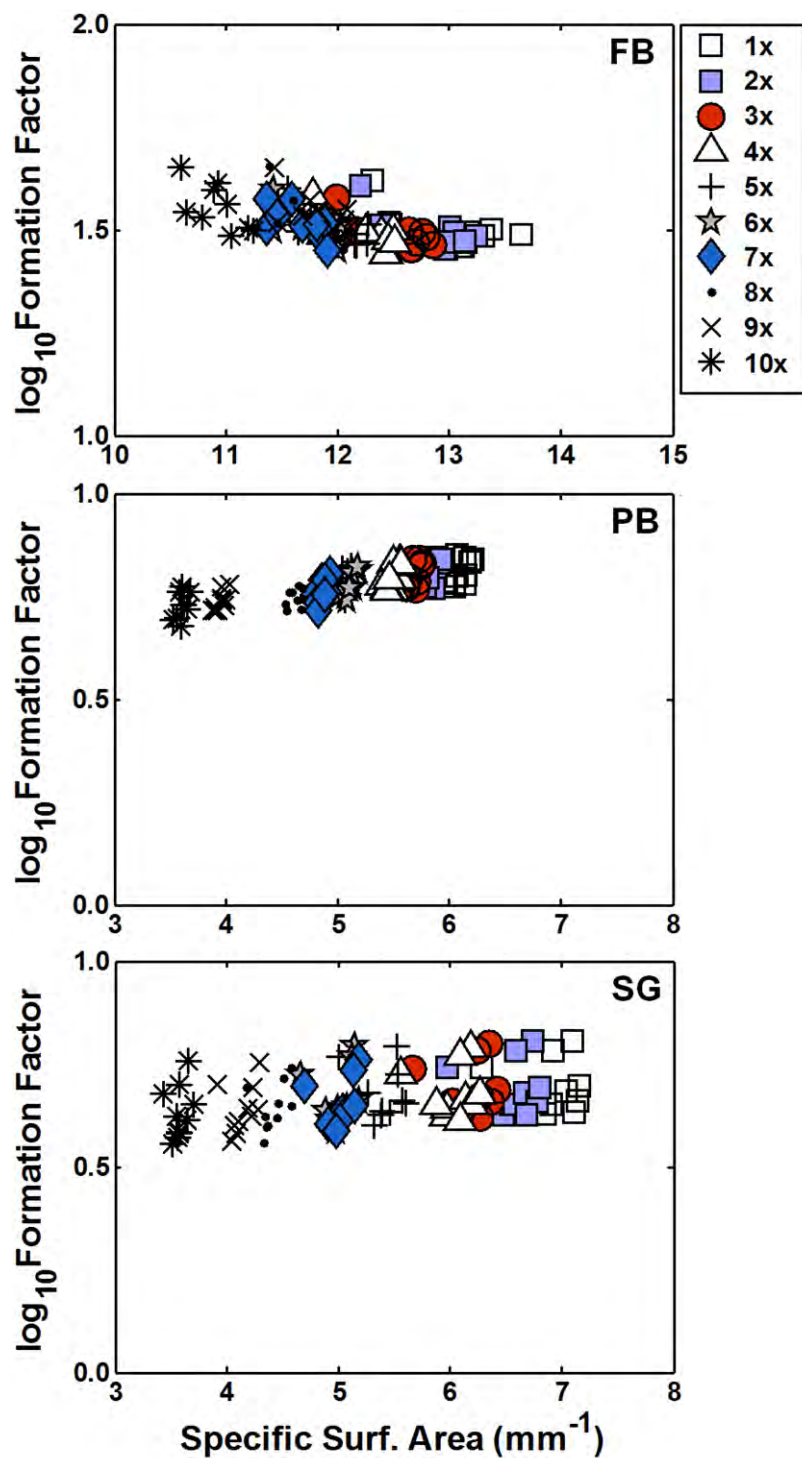 FB
log10Formation Factor
2.0
1.5
1.0
10 11 12 13 14 15
1x
2x
3x
4x
5x
6x
7x
8x
9x
10x
PB
log10Formation Factor
1.0
0.5
0.0
3 4 5 6 7 8
SG
log10Formation Factor
1.0
0.5
0.0
3 4 5 6 7 8
Specific Surf. Area (mm-1)